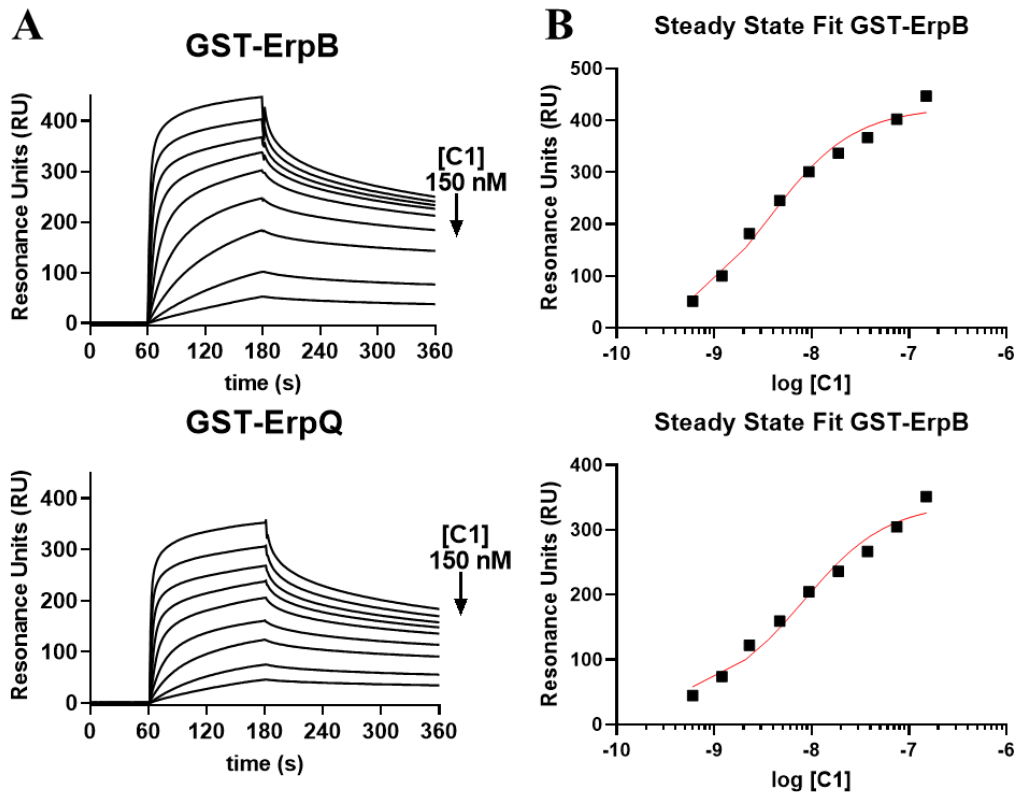 A
GST-ErpB
Resonance Units (RU)
400
300
200
100
0
0 60 120 180 240 300 360
time (s)
[C1]
150 nM
B
Steady State Fit GST-ErpB
Resonance Units (RU)
500
400
300
200
100
0
-10 -9 -8 -7 -6
log [C1]
GST-ErpQ
Resonance Units (RU)
400
300
200
100
0
0 60 120 180 240 300 360
time (s)
[C1]
150 nM
Steady State Fit GST-ErpB
Resonance Units (RU)
400
300
200
100
0
-10 -9 -8 -7 -6
log [C1]